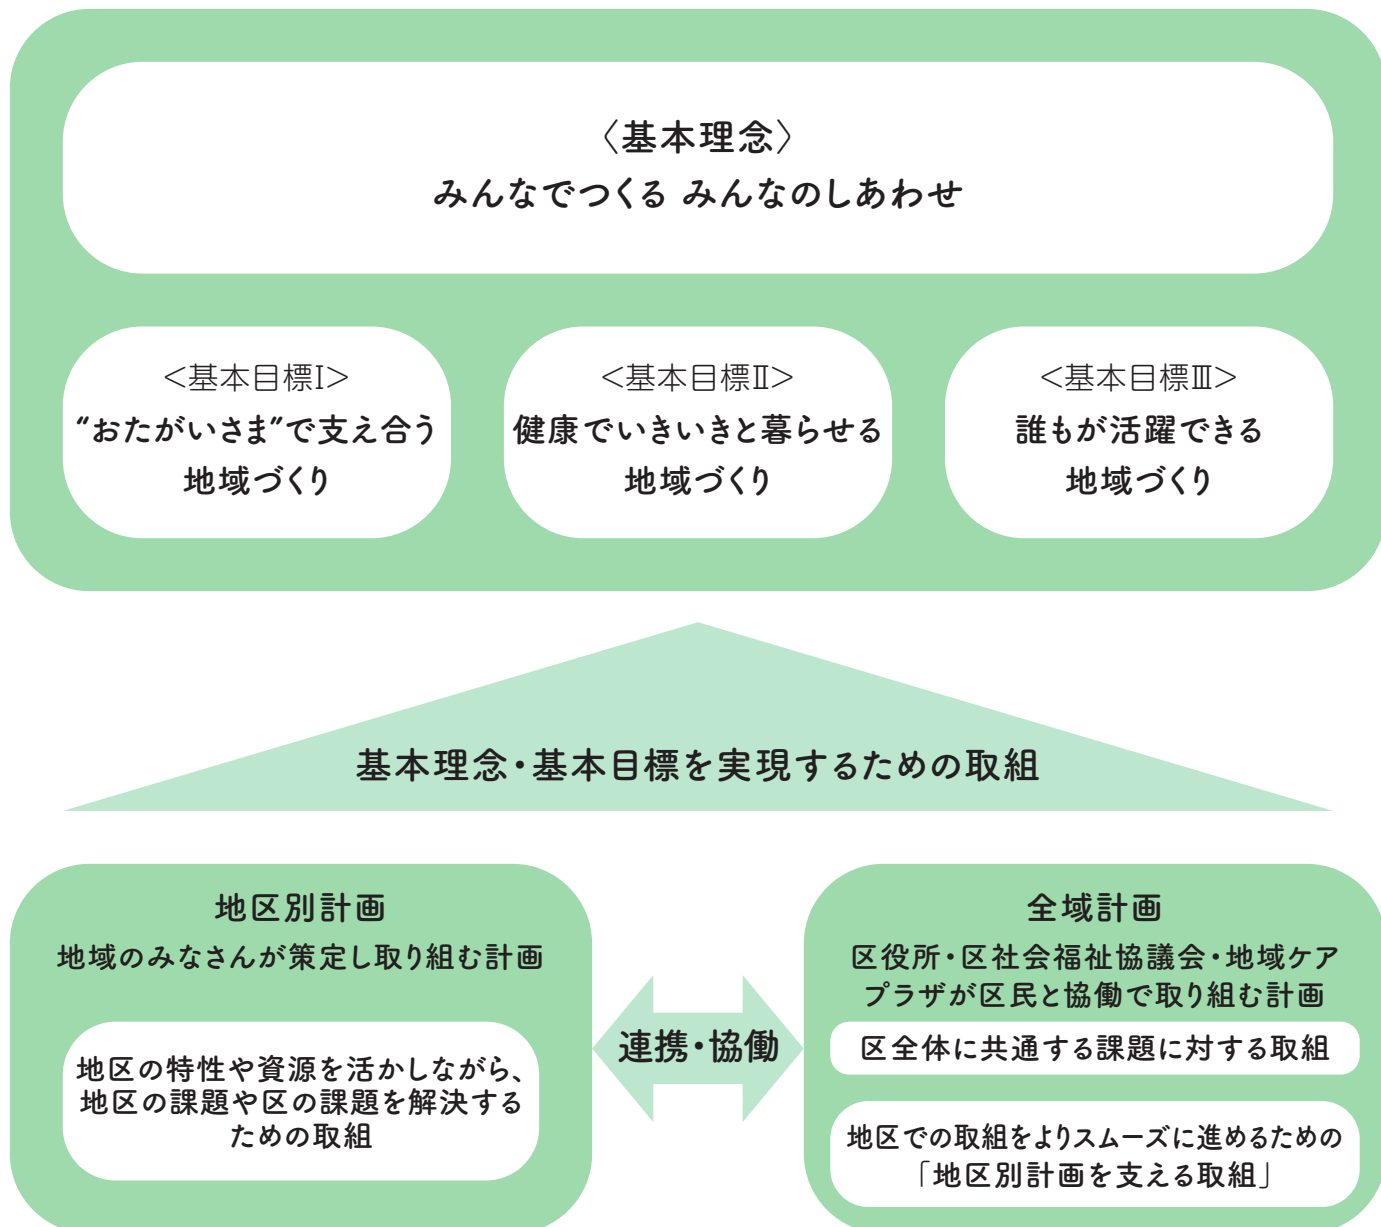 〈基本理念〉
みんなでつくる みんなのしあわせ
<基本目標Ⅰ>
“おたがいさま”で支え合う
地域づくり
<基本目標Ⅱ>
健康でいきいきと暮らせる
地域づくり
<基本目標Ⅲ>
誰もが活躍できる
地域づくり
基本理念・基本目標を実現するための取組
地区別計画
地域のみなさんが策定し取り組む計画
地区の特性や資源を活かしながら、
地区の課題や区の課題を解決する
ための取組
連携・協働
全域計画
区役所・区社会福祉協議会・地域ケア
プラザが区民と協働で取り組む計画
区全体に共通する課題に対する取組
地区での取組をよりスムーズに進めるための
「地区別計画を支える取組」